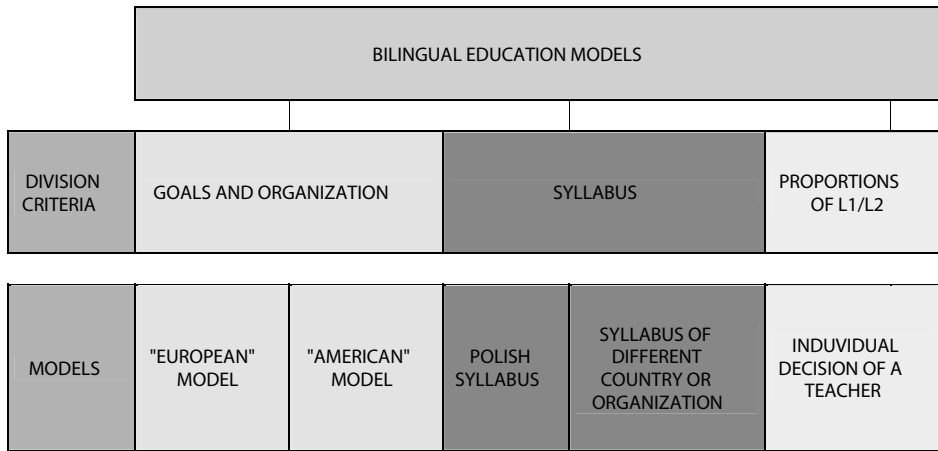 BILINGUAL EDUCATION MODELS
DIVISION
CRITERIA
GOALS AND ORGANIZATION
SYLLABUS
PROPORTIONS
OF L1/L2
MODELS
"EUROPEAN"
MODEL
"AMERICAN"
MODEL
POLISH
SYLLABUS
SYLLABUS OF
DIFFERENT
COUNTRY OR
ORGANIZATION
INDUVIDUAL
DECISION OF A
TEACHER